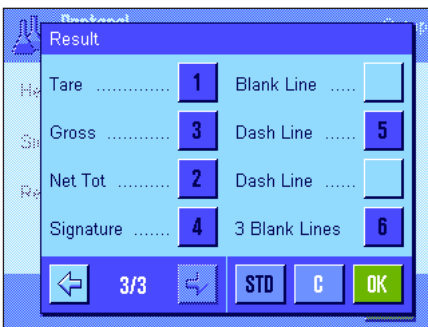 Result
Tare ............. 1 Blank Line ..... 
Gross ............ 3 Dash Line ...... 5
Net Tot .......... 2 Dash Line ......
Signature ....... 4 3 Blank Lines 6
3/3 STD C OK